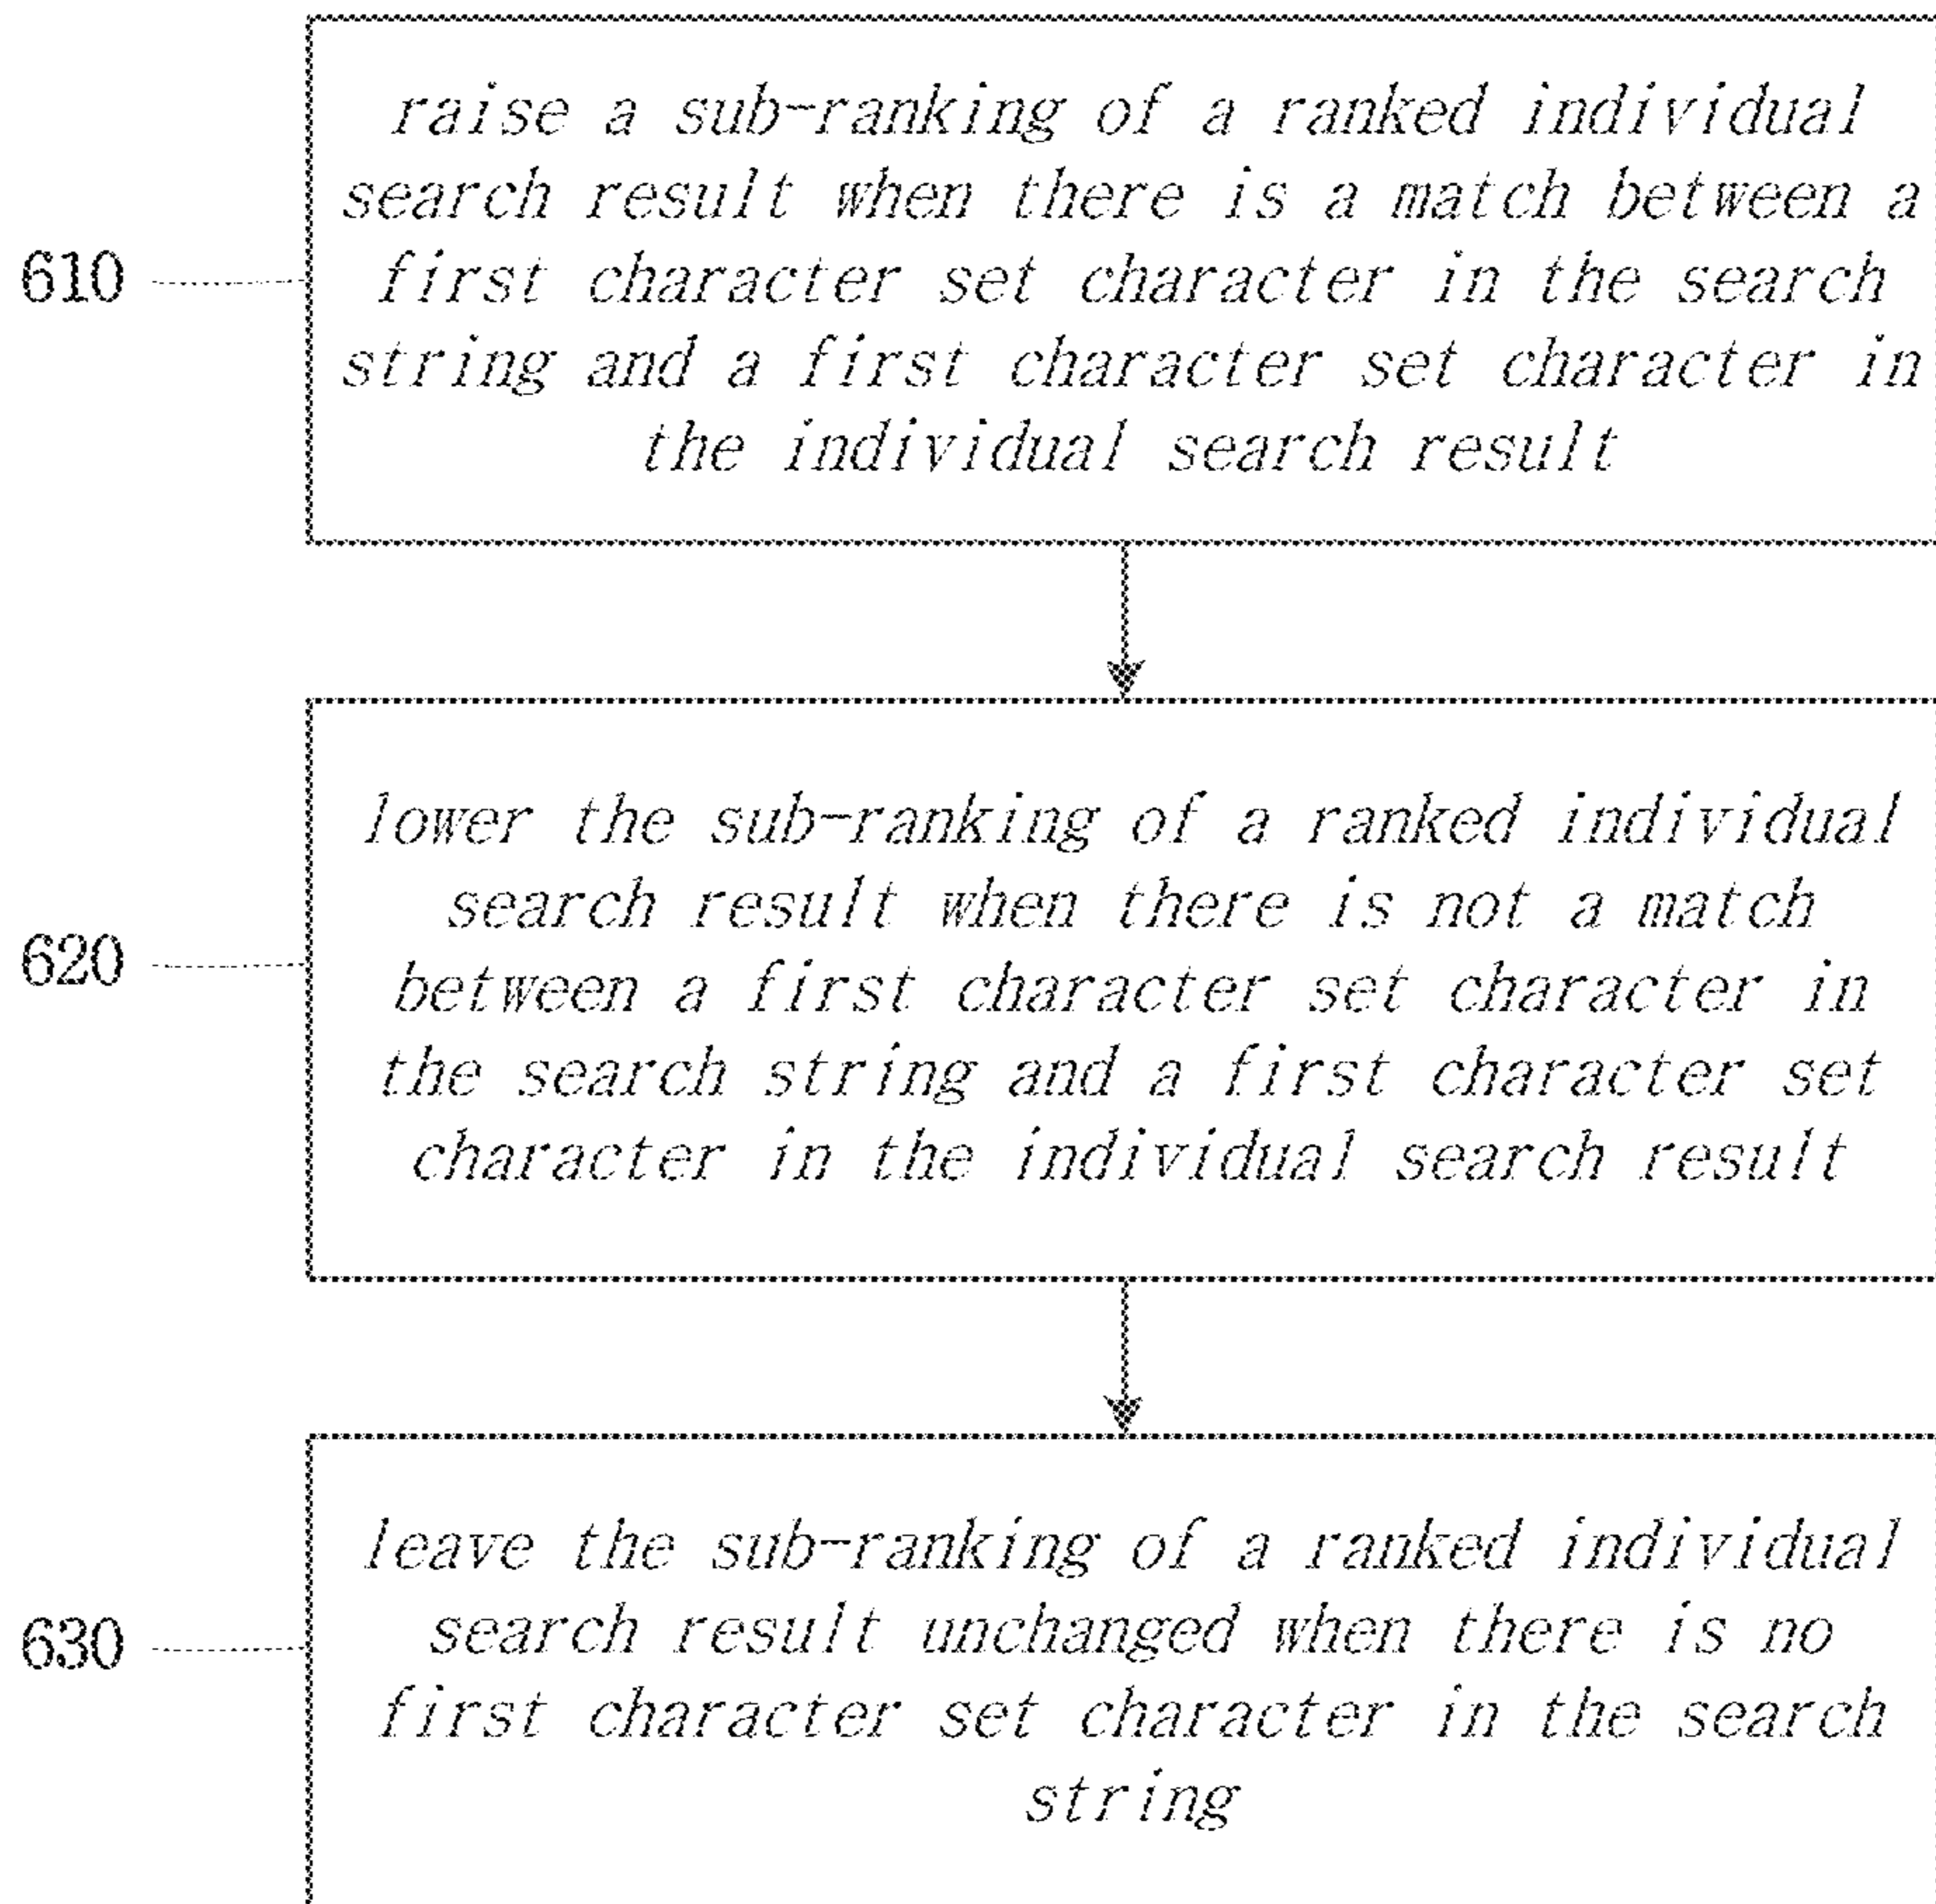 raise a sub-ranking of a ranked individual
search result when there is a match between a
610
first character set character in the search
string and a first character set character in
the individual search result
lower the sub-ranking of a ranked individual
search result when there is not a match
620
between a first character set character in
the search string and a first character set
character in the individual search result
leave the sub-ranking of a ranked individual
search result unchanged when there is no
630
first character set character in the search
string